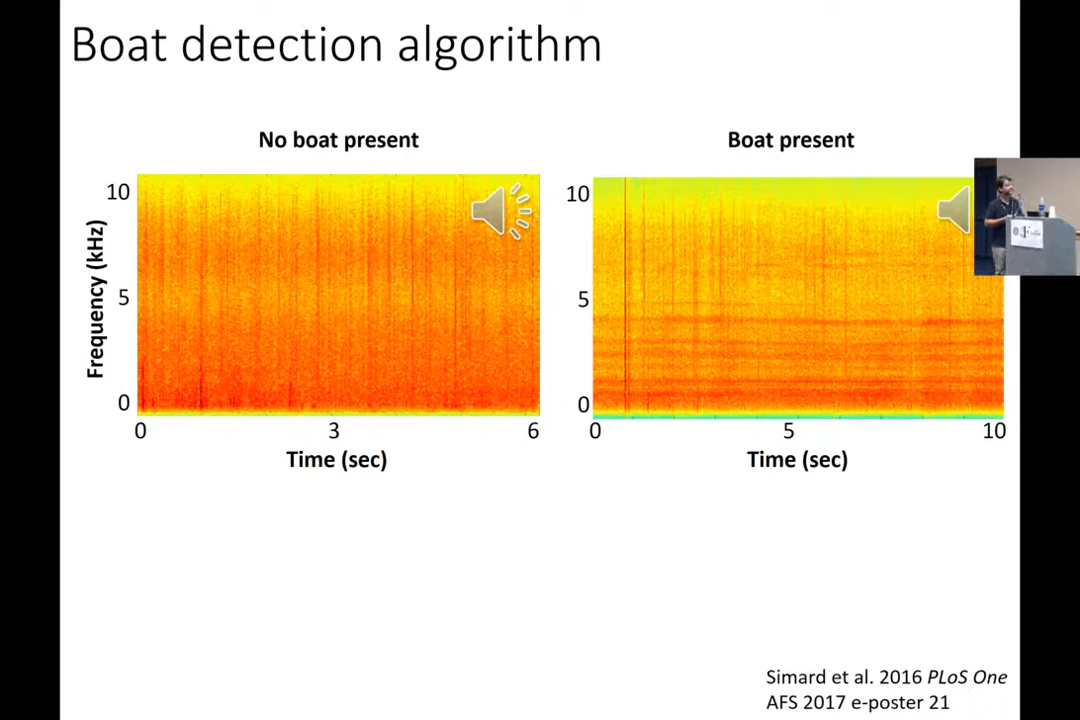 Boat detection algorithm
No boat present
Boat present
10
5
0
Frequency (kHz)
0
3
6
Time (sec)
10
5
0
0
5
10
Time (sec)
Simard et al. 2016 PLoS One
AFS 2017 e-poster 21